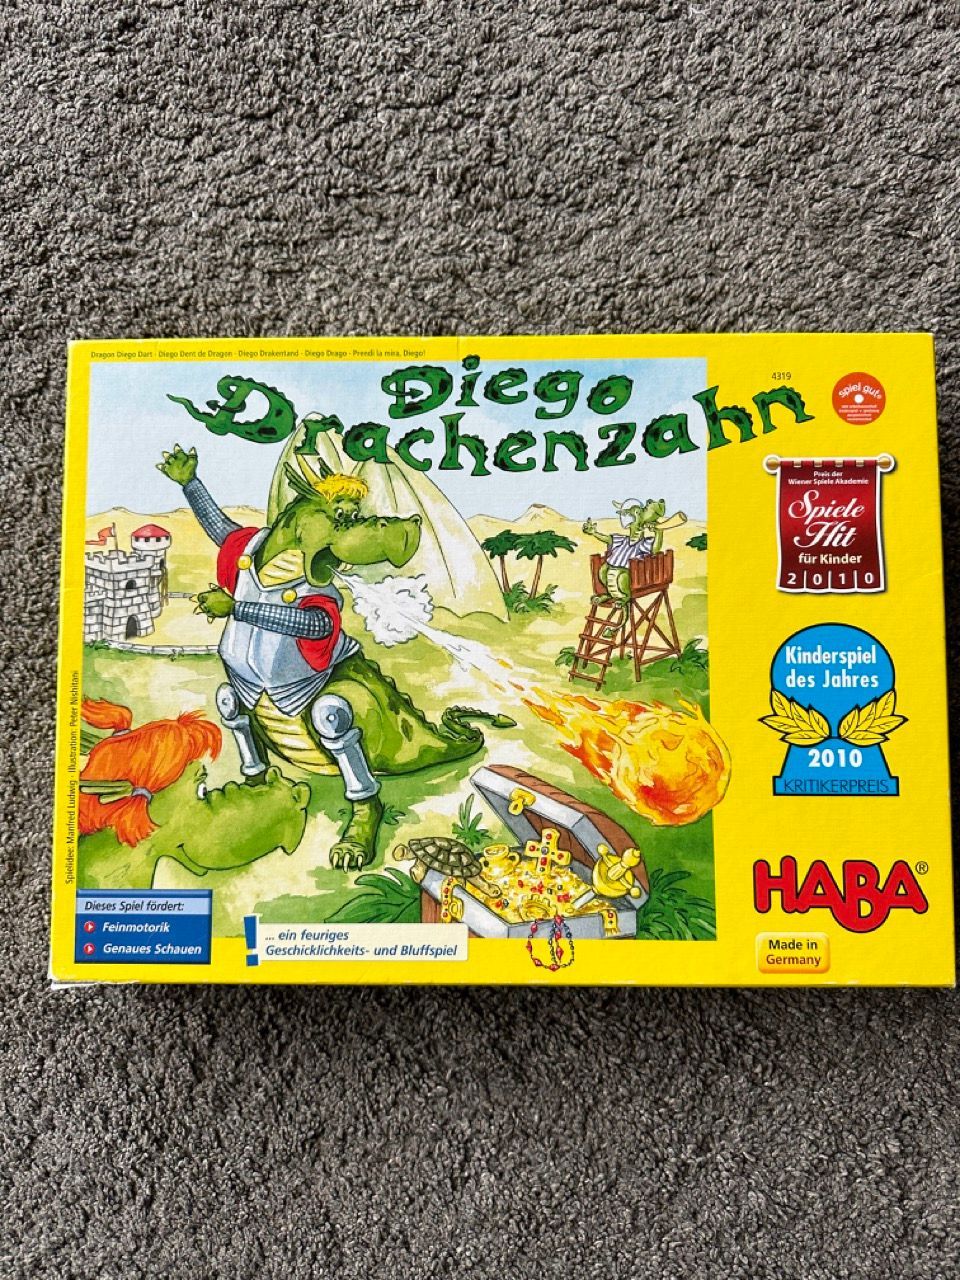 Dragon Diego Dart · Diego Dent de Dragon · Diego Drakentand · Diego Drago · Prendi la mira, Diego!
Diego
Drachenzahn
4319
Spiel gut®
Preis der
Wiener Spiele Akademie
Spiele
Hit
für Kinder
2010
Kinderspiel
des Jahres
2010
KRITIKERPREIS
HABA®
Made in
Germany
Spielidee: Manfred Ludwig · Illustration: Peter Nishitani
Dieses Spiel fördert:
Feinmotorik
Genaues Schauen
! ... ein feuriges
Geschicklichkeits- und Bluffspiel